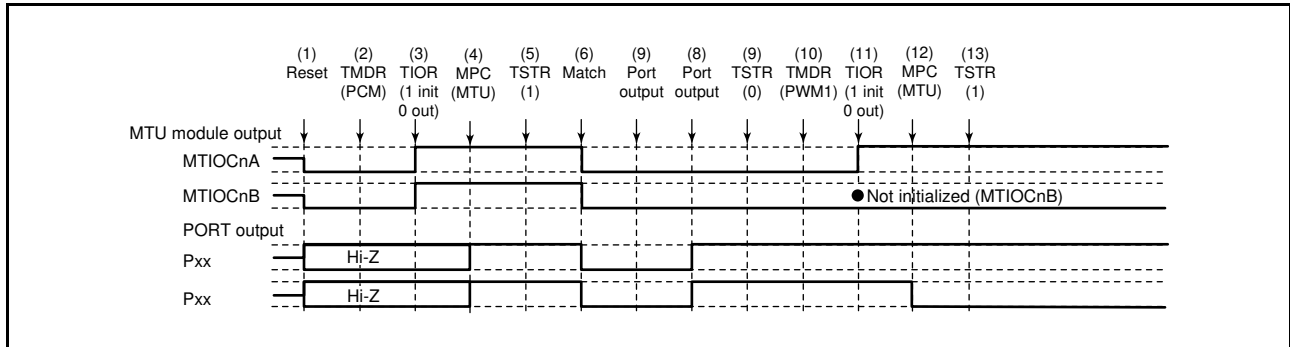 (1) (2) (3) (4) (5) (6) (9) (8) (9) (10) (11) (12) (13)
Reset TMDR TIOR MPC TSTR Match Port Port TSTR TMDR TIOR MPC TSTR
(PCM) (1 init (MTU) (1) output output (0) (PWM1) (1 init (MTU) (1)
0 out) 0 out)
MTU module output
MTIOCnA
MTIOCnB Not initialized (MTIOCnB)
PORT output
Pxx Hi-Z
Pxx Hi-Z